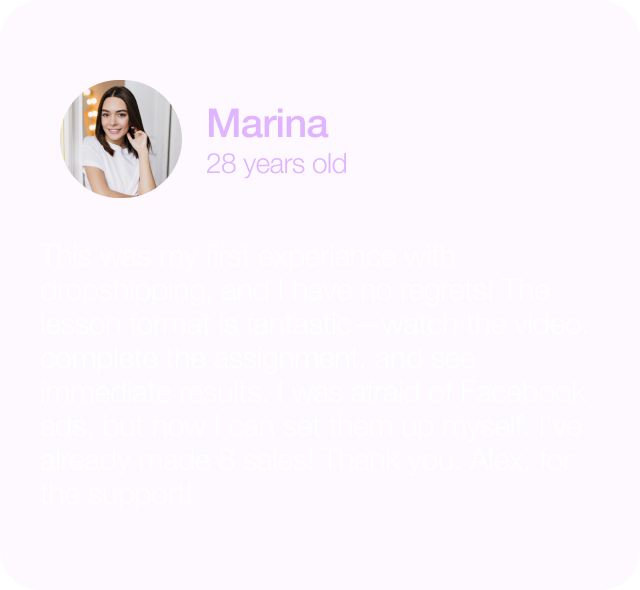 Marina
28 years old
This was my first experience with
dropshipping, and I have no regrets! The
lesson format is fantastic—watch the video,
complete the assignment, and see
immediate results. I was afraid of Facebook
ads, but now I can set them up myself. I've
already made 8 sales! Thank you, Alex, for
the support!